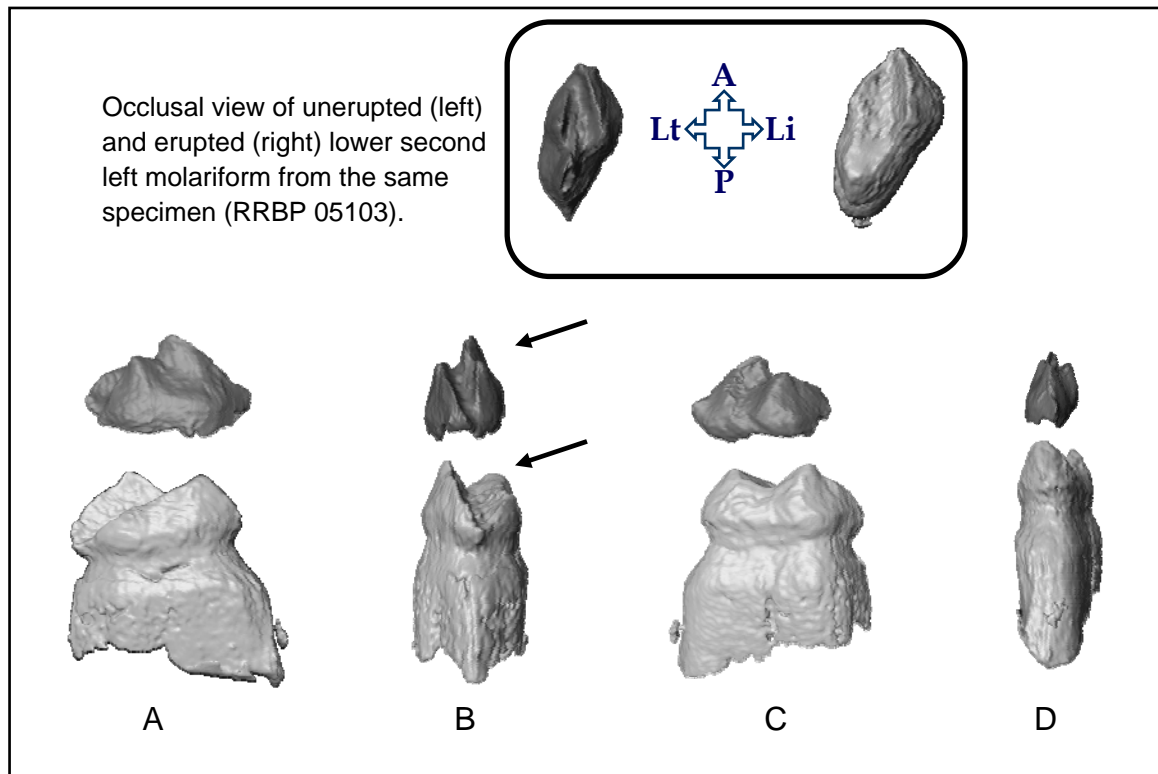 Occlusal view of unerupted (left)
and erupted (right) lower second
left molariform from the same
specimen (RRBP 05103).
A
Lt Li
P
A B C D